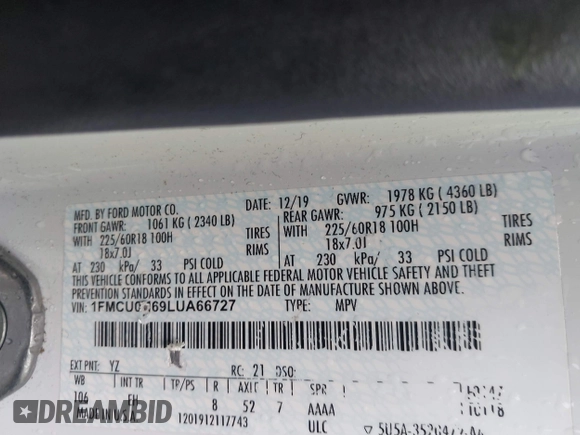 MFD. BY FORD MOTOR CO.
DATE: 12/19 GVWR: 1978 KG ( 4360 LB)
FRONT GAWR: 1061 KG ( 2340 LB) REAR GAWR: 975 KG ( 2150 LB)
WITH 225/60R18 100H TIRES WITH 225/60R18 100H TIRES
18x7.0J RIMS 18x7.0J RIMS
AT 230 kPa/ 33 PSI COLD AT 230 kPa/ 33 PSI COLD
THIS VEHICLE CONFORMS TO ALL APPLICABLE FEDERAL MOTOR VEHICLE SAFETY AND THEFT
PREVENTION STANDARDS IN EFFECT ON THE DATE OF MANUFACTURE SHOWN ABOVE.
VIN: TYPE: MPV
EXT PNT: YZ RC: 21 DSO:
WB INT TR TP/PS R AXLE TR SPR
106 EH 8 52 7 AAAA
MADE IN U.S.A. 1201912117743 ULC
DREAMBID